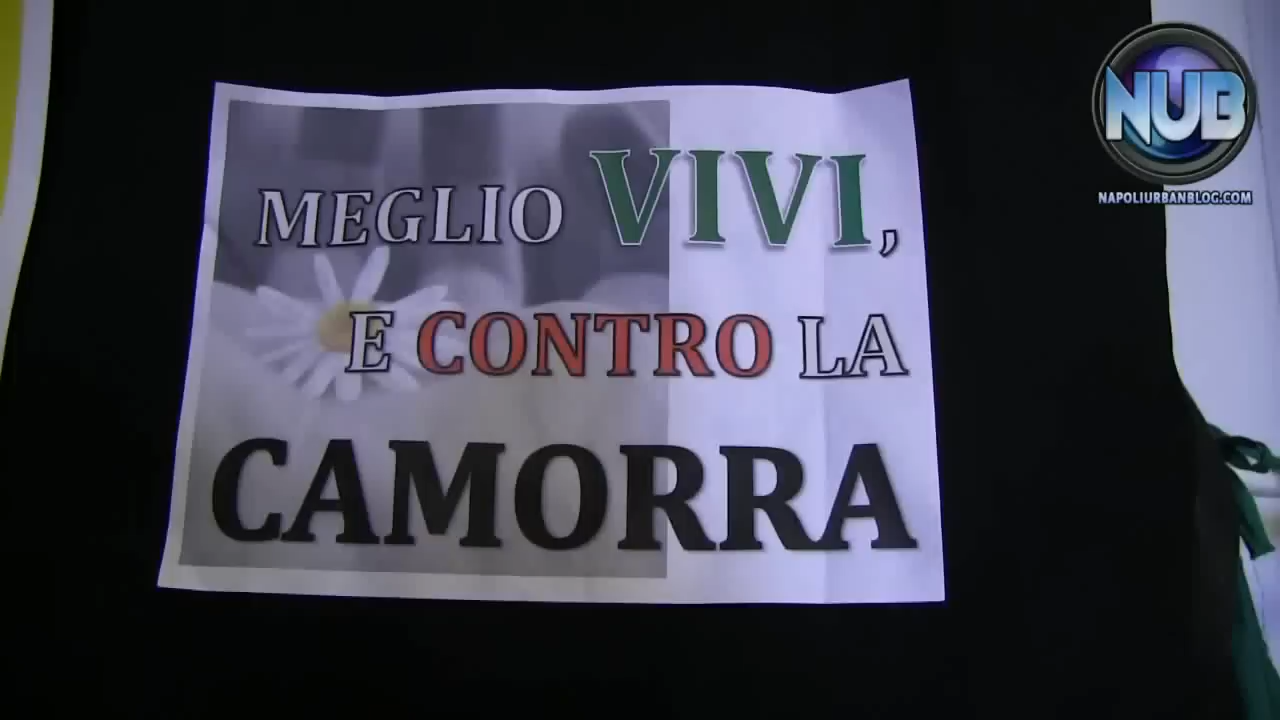 NUB
NAPOLIURBANBLOG.COM
MEGLIO VIVI,
E CONTRO LA
CAMORRA